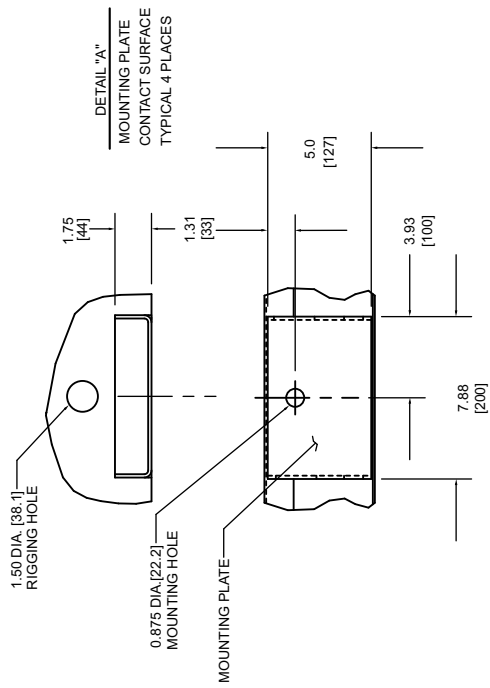 DETAIL "A"
MOUNTING PLATE
CONTACT SURFACE
TYPICAL 4 PLACES
1.50 DIA. [38.1]
RIGGING HOLE
1.75
[44]
0.875 DIA.[22.2]
MOUNTING HOLE
1.31
[33]
MOUNTING PLATE
5.0
[127]
3.93
[100]
7.88
[200]